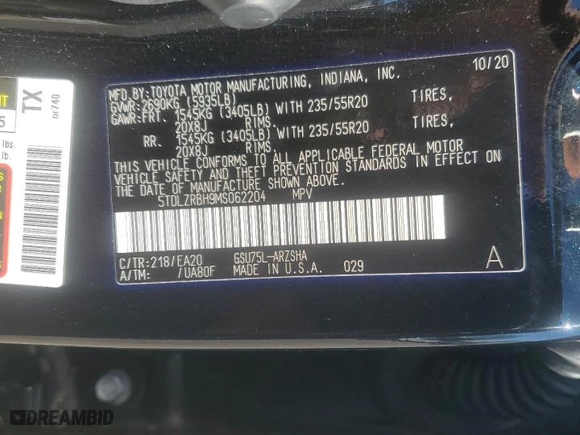 MFD.BY:TOYOTA MOTOR MANUFACTURING, INDIANA, INC. 10/20
GVWR:2690KG (5935LB)
GAWR:FRT. 1545KG (3405LB) WITH 235/55R20 TIRES,
20X8J RIMS.
RR. 1545KG (3405LB) WITH 235/55R20 TIRES,
20X8J RIMS.
THIS VEHICLE CONFORMS TO ALL APPLICABLE FEDERAL MOTOR
VEHICLE SAFETY AND THEFT PREVENTION STANDARDS IN EFFECT ON
THE DATE OF MANUFACTURE SHOWN ABOVE.
5TDLZRBH9MS062204 MPV
C/TR:218/EA20 GSU75L-ARZSHA
A/TM: /UA80F MADE IN U.S.A. 029
A
TX
of740
lbs.
lb.
DREAMBID